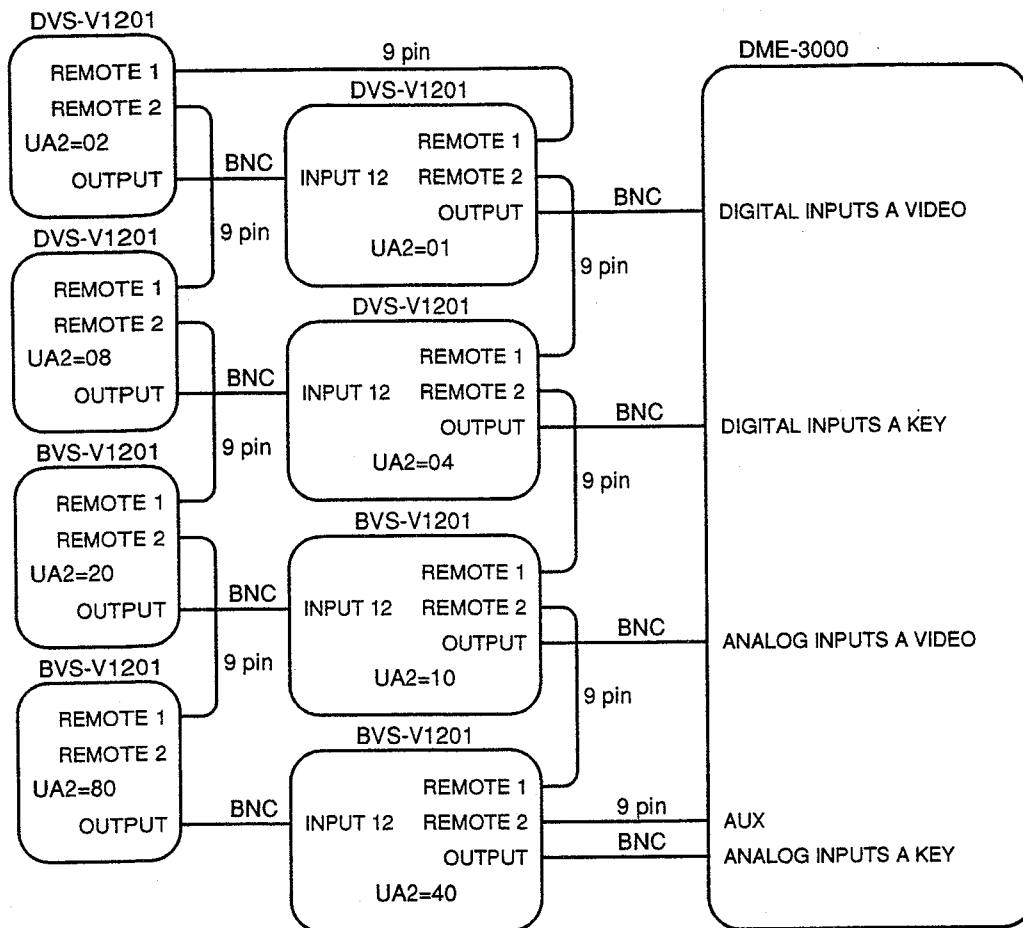 DVS-V1201
REMOTE 1
REMOTE 2
UA2=02
OUTPUT
9 pin
BNC
9 pin
DVS-V1201
INPUT 12
REMOTE 1
REMOTE 2
OUTPUT
UA2=01
BNC
9 pin
DME-3000
DIGITAL INPUTS A VIDEO
DIGITAL INPUTS A KEY
ANALOG INPUTS A VIDEO
AUX
ANALOG INPUTS A KEY
DVS-V1201
REMOTE 1
REMOTE 2
UA2=08
OUTPUT
BNC
9 pin
DVS-V1201
INPUT 12
REMOTE 1
REMOTE 2
OUTPUT
UA2=04
BNC
9 pin
BVS-V1201
REMOTE 1
REMOTE 2
UA2=20
OUTPUT
BNC
9 pin
BVS-V1201
INPUT 12
REMOTE 1
REMOTE 2
OUTPUT
UA2=10
BNC
9 pin
BVS-V1201
REMOTE 1
REMOTE 2
UA2=80
OUTPUT
BNC
BVS-V1201
INPUT 12
REMOTE 1
REMOTE 2
OUTPUT
UA2=40
9 pin
BNC